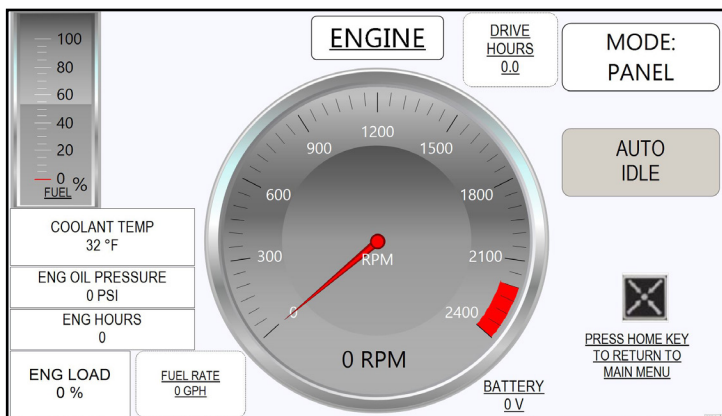 ENGINE
DRIVE
HOURS
0.0
MODE:
PANEL
100
80
60
40
20
0
%
FUEL
AUTO
IDLE
0
300
600
900
1200
1500
1800
2100
2400
RPM
0 RPM
COOLANT TEMP
32 °F
ENG OIL PRESSURE
0 PSI
ENG HOURS
0
ENG LOAD
0 %
FUEL RATE
0 GPH
BATTERY
0 V
PRESS HOME KEY
TO RETURN TO
MAIN MENU